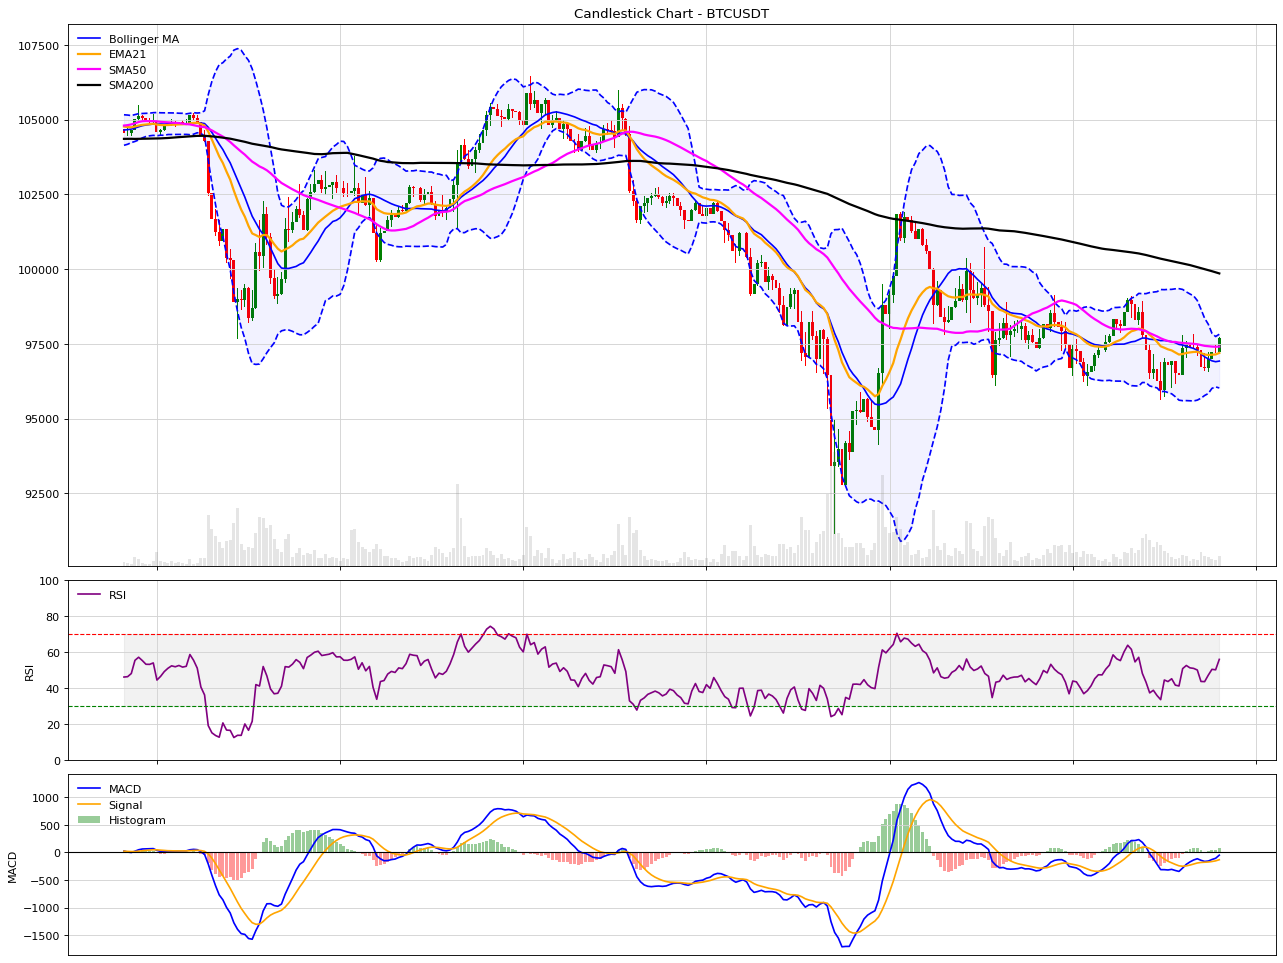 Candlestick Chart - BTCUSDT
Bollinger MA
EMA21
SMA50
SMA200
107500
105000
102500
100000
97500
95000
92500
RSI
RSI
100
80
60
40
20
0
MACD
Signal
Histogram
MACD
1000
500
0
−500
−1000
−1500